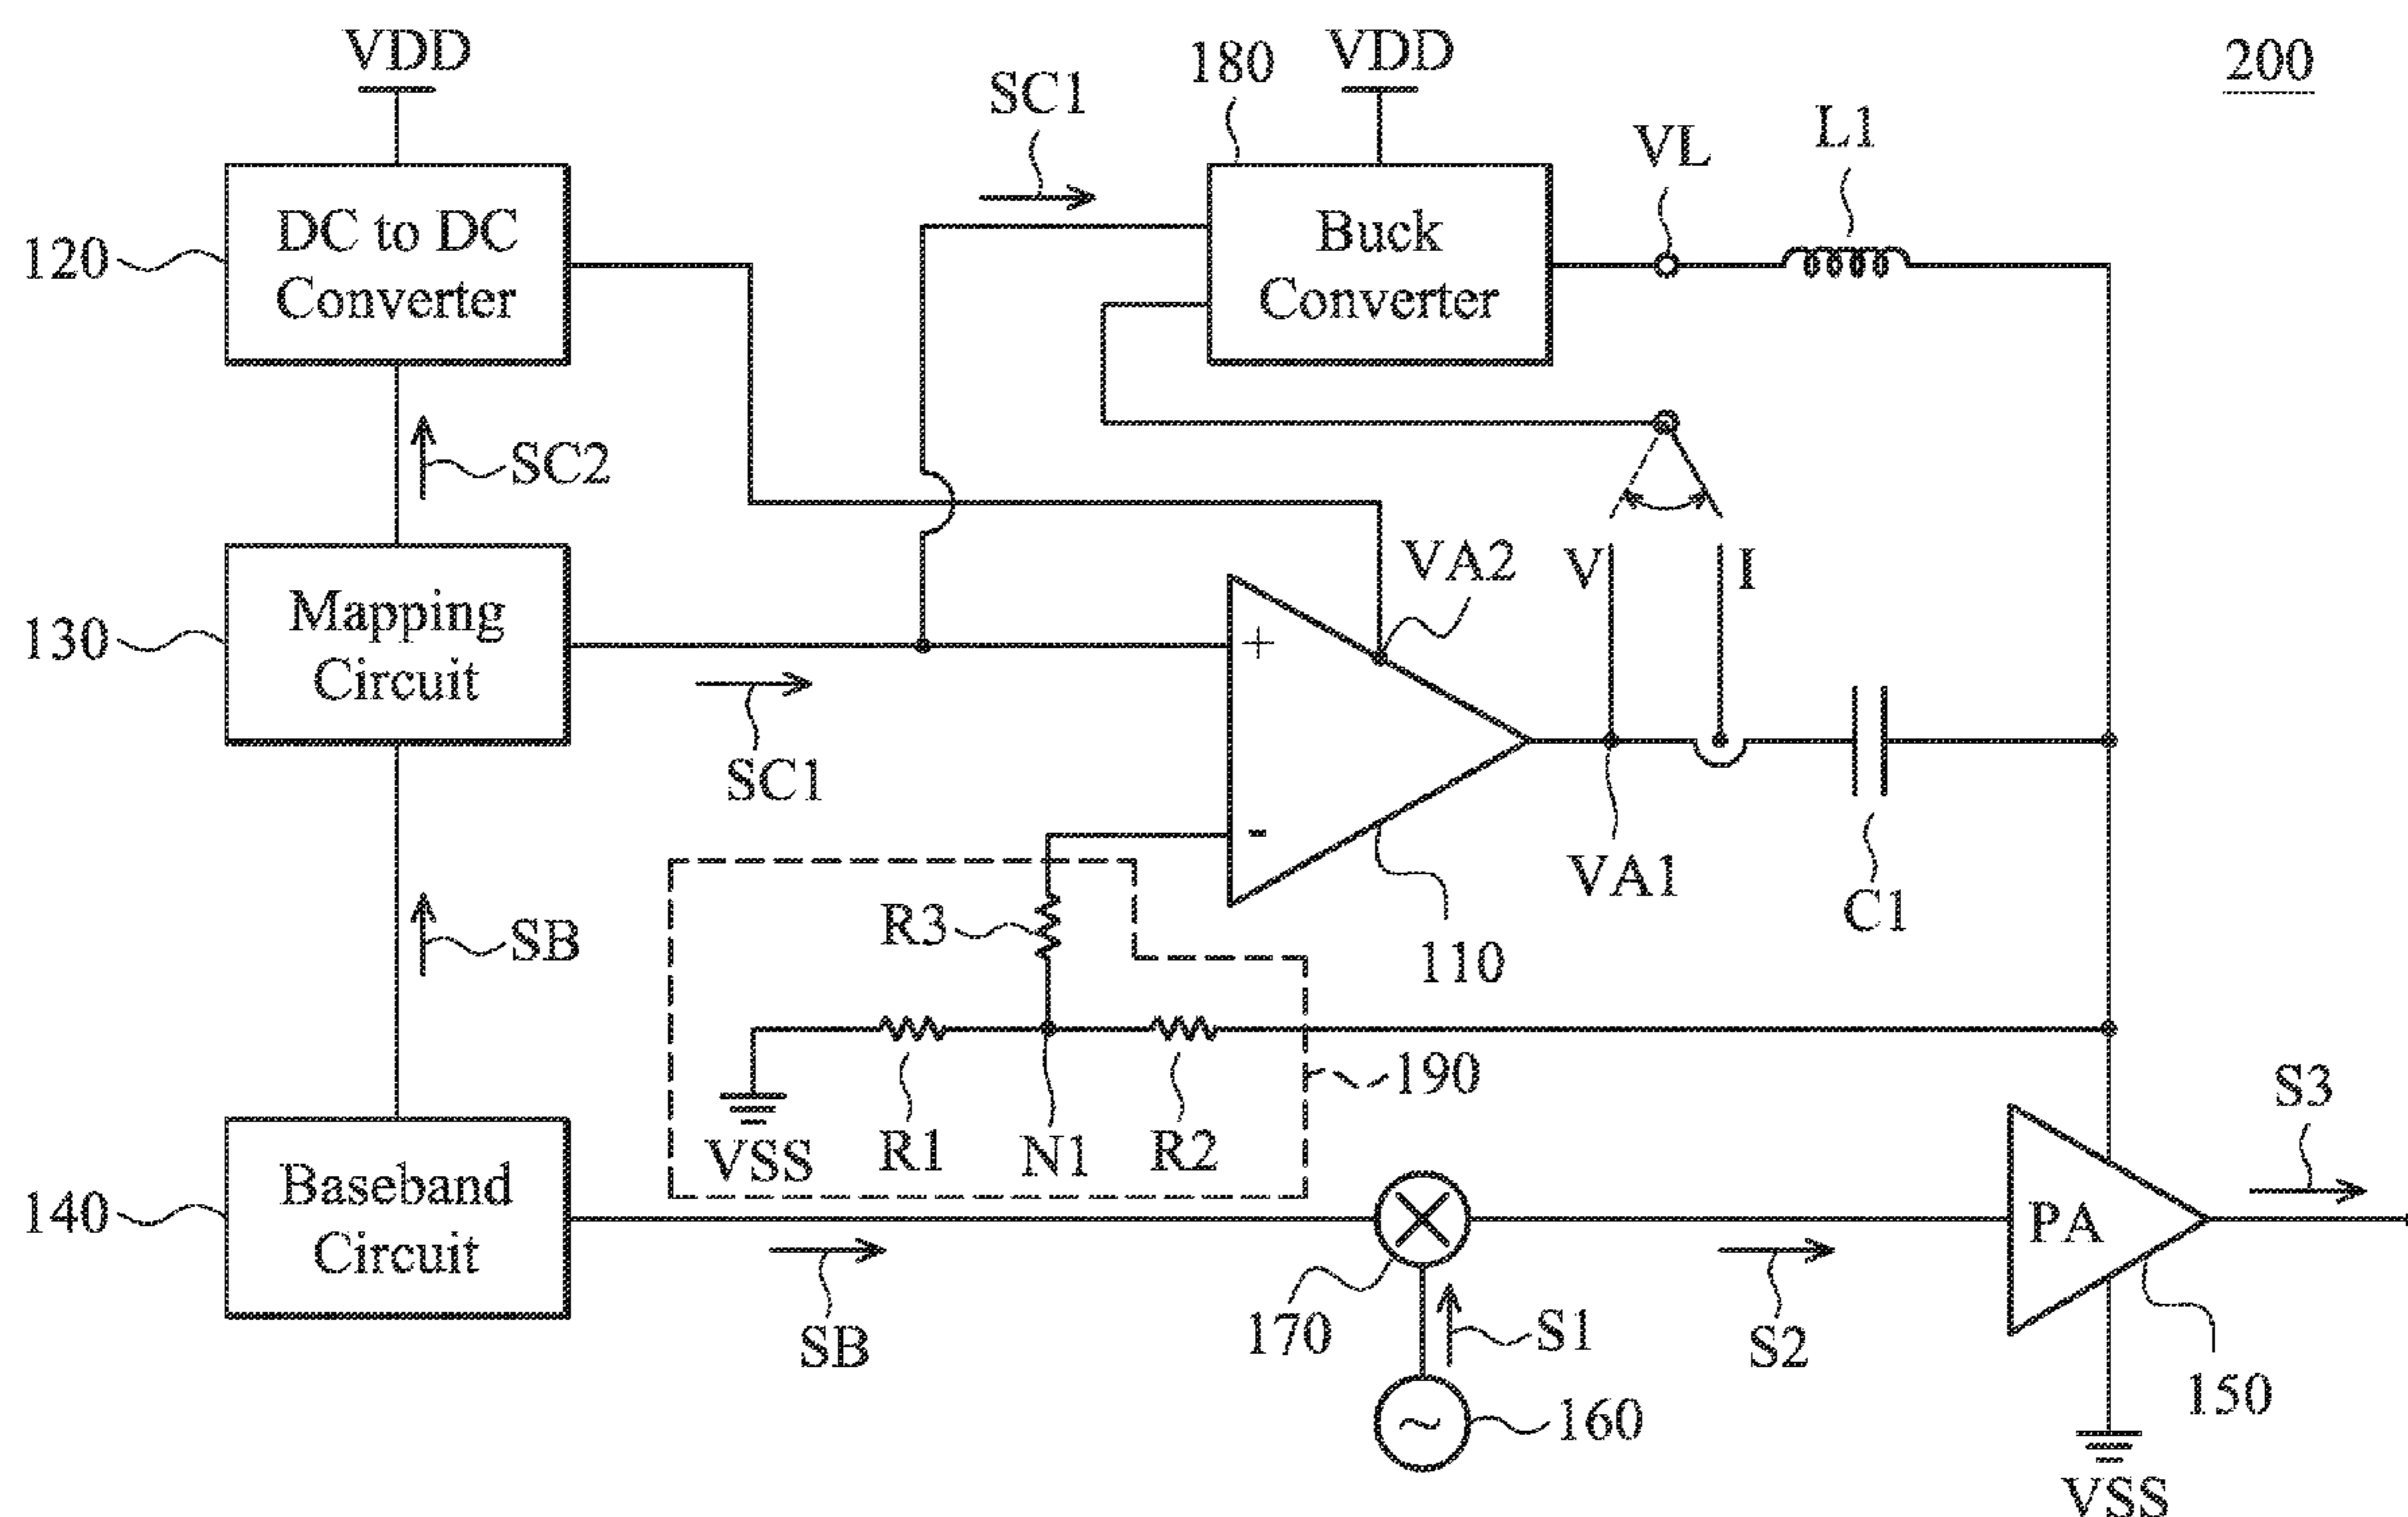 VDD
SC1
180
VDD
200
VL
L1
120
DC to DC
Converter
Buck
Converter
SC2
V
I
VA2
130
Mapping
Circuit
+
SC1
-
VA1
C1
R3
110
SB
190
VSS
R1
N1
R2
S3
140
Baseband
Circuit
PA
SB
170
S1
S2
150
~
160
VSS